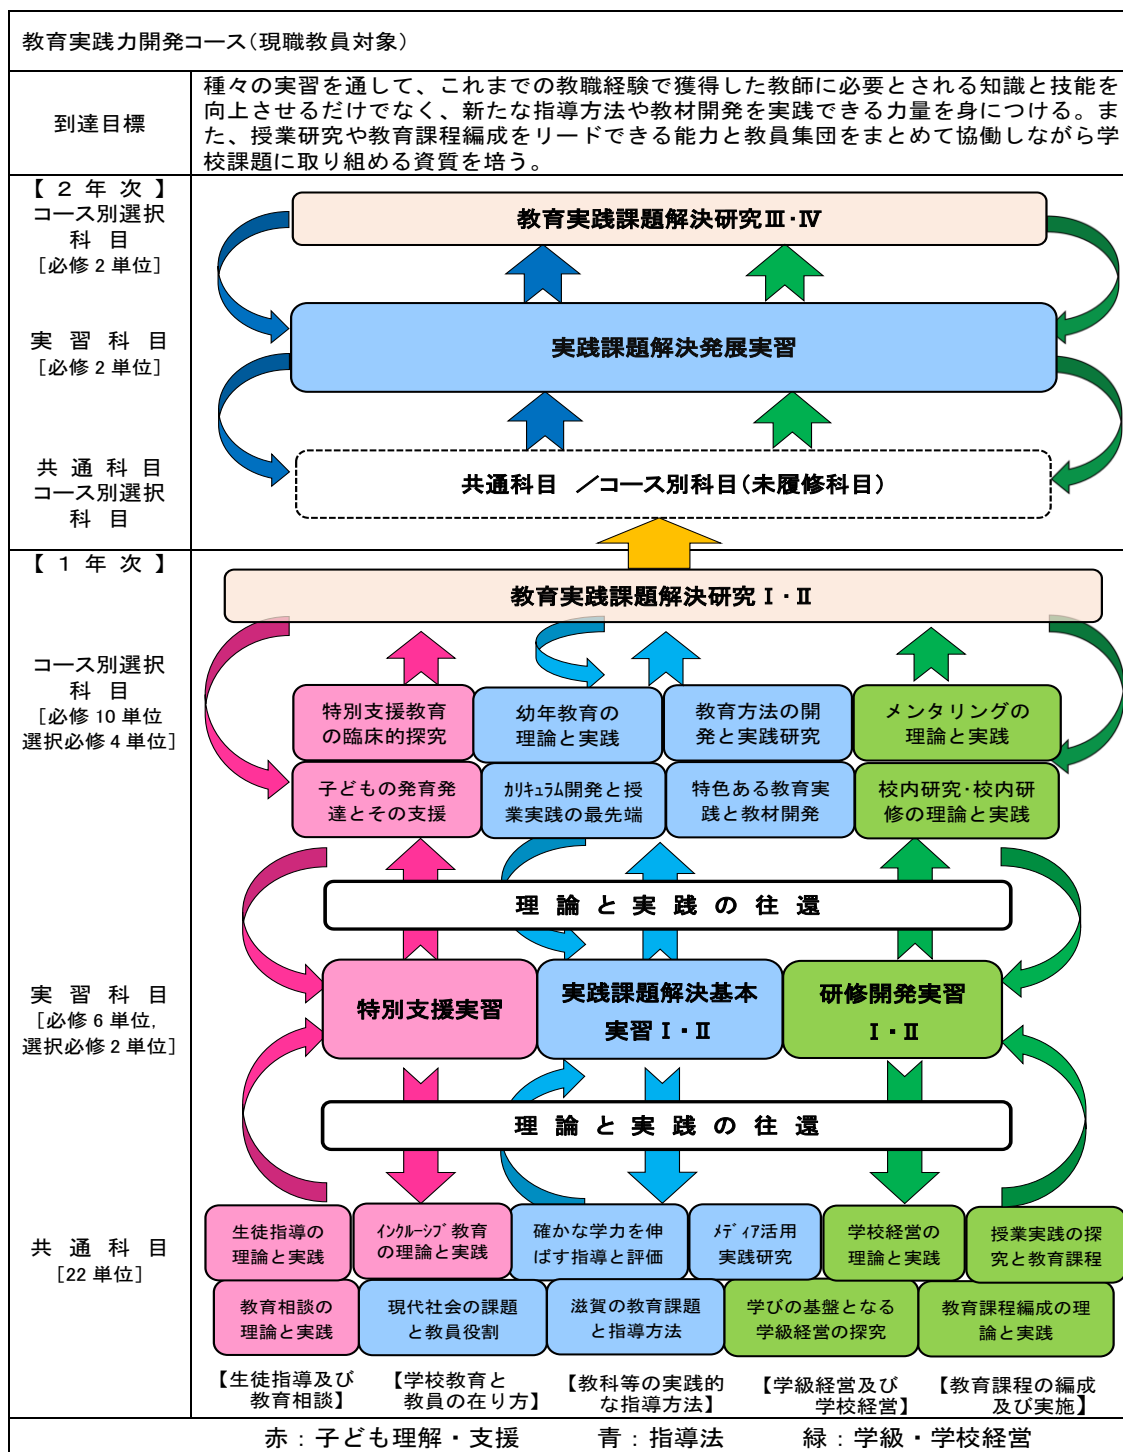 教育実践力開発コース(現職教員対象)
到達目標
種々の実習を通して、これまでの教職経験で獲得した教師に必要とされる知識と技能を
向上させるだけでなく、新たな指導方法や教材開発を実践できる力量を身につける。ま
た、授業研究や教育課程編成をリードできる能力と教員集団をまとめて協働しながら学
校課題に取り組める資質を培う。
【2年次】
コース別選択
科目
[必修2単位]
教育実践課題解決研究Ⅲ・Ⅳ
実習科目
[必修2単位]
実践課題解決発展実習
共通科目
コース別選択
科目
共通科目 /コース別科目(未履修科目)
【1年次】
教育実践課題解決研究Ⅰ・Ⅱ
コース別選択
科目
[必修10単位
選択必修4単位]
特別支援教育
の臨床的探究
幼年教育の
理論と実践
教育方法の開
発と実践研究
メンタリングの
理論と実践
子どもの発育発
達とその支援
カリキュラム開発と授
業実践の最先端
特色ある教育実
践と教材開発
校内研究・校内研
修の理論と実践
理論と実践の往還
実習科目
[必修6単位,
選択必修2単位]
特別支援実習
実践課題解決基本
実習Ⅰ・Ⅱ
研修開発実習
Ⅰ・Ⅱ
理論と実践の往還
共通科目
[22単位]
生徒指導の
理論と実践
インクルーシブ教育
の理論と実践
確かな学力を伸
ばす指導と評価
メディア活用
実践研究
学校経営の
理論と実践
授業実践の探
究と教育課程
教育相談の
理論と実践
現代社会の課題
と教員役割
滋賀の教育課題
と指導方法
学びの基盤となる
学級経営の探究
教育課程編成の理
論と実践
【生徒指導及び
教育相談】
【学校教育と
教員の在り方】
【教科等の実践的
な指導方法】
【学級経営及び
学校経営】
【教育課程の編成
及び実施】
赤:子ども理解・支援 青:指導法 緑:学級・学校経営